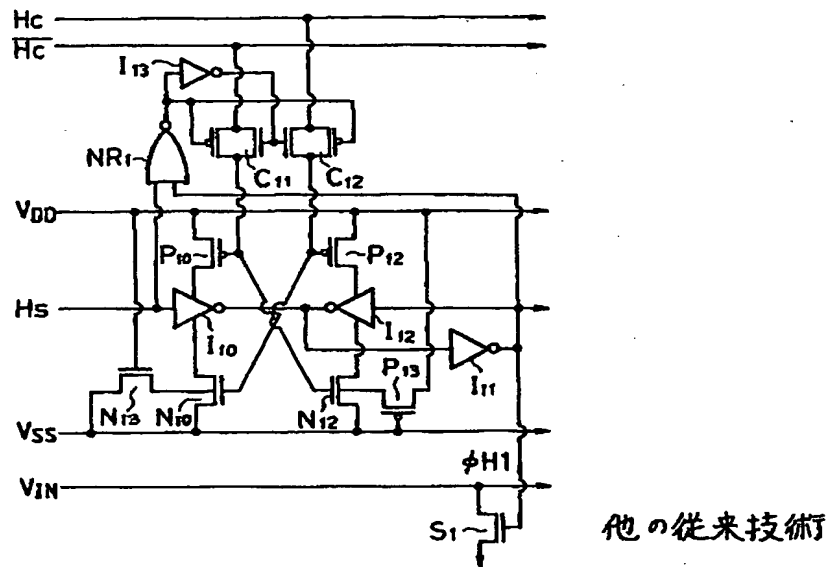 Hc
H̅c̅
I13
NR1
C11
C12
VDD
P10
P12
Hs
I10
I12
P13
I11
N13
N10
N12
VSS
φH1
VIN
S1
他の従来技術